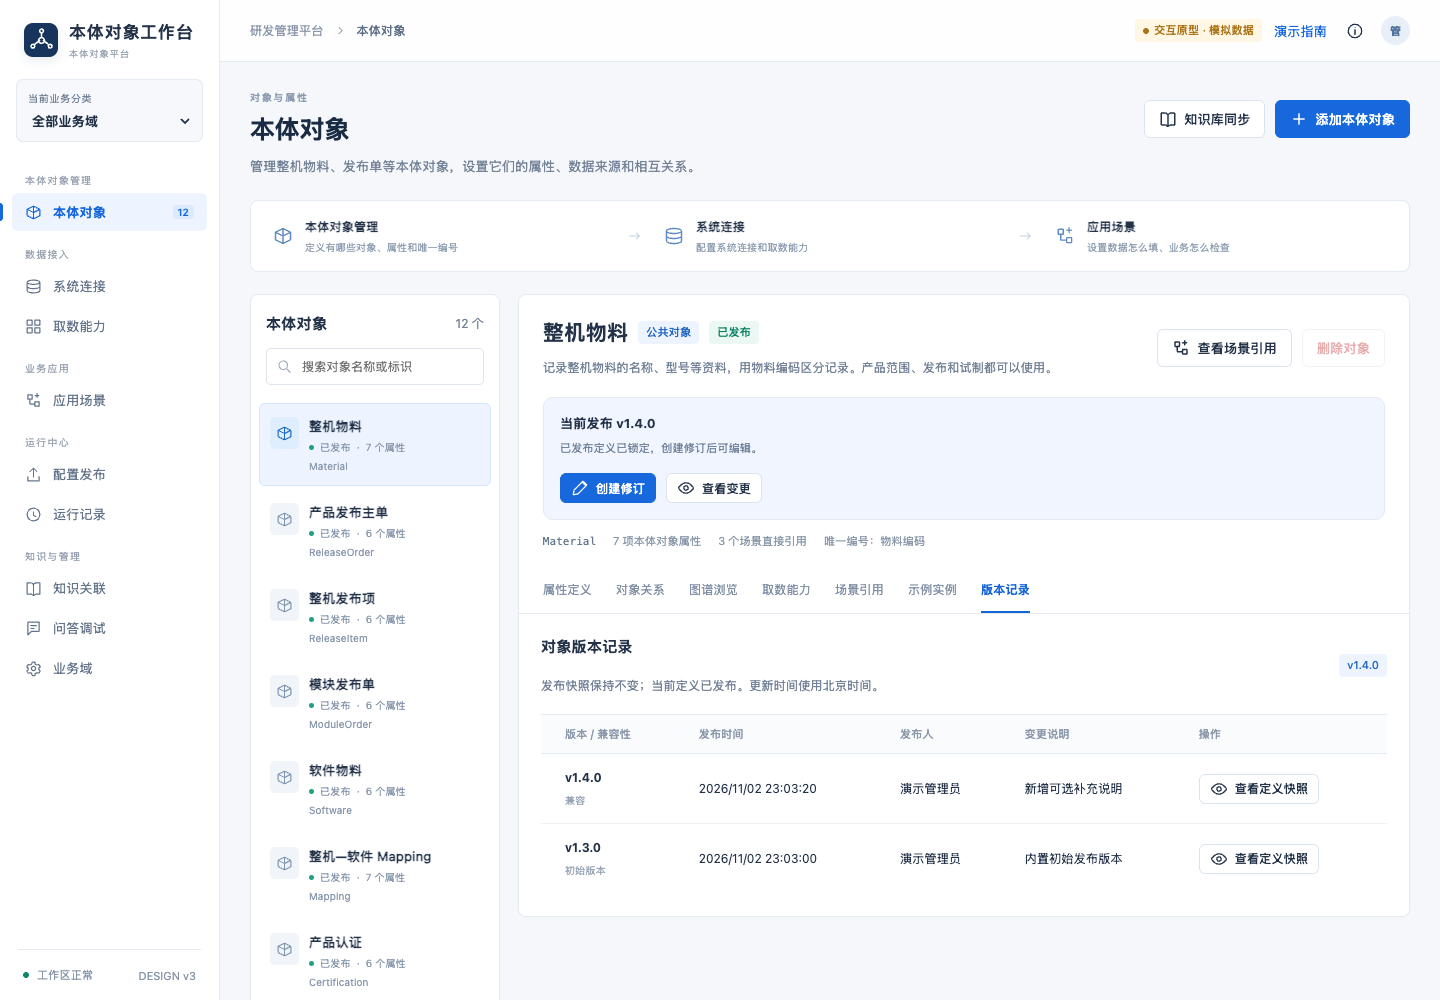 本体对象工作台
本体对象平台
当前业务分类
全部业务域
本体对象管理
本体对象 12
数据接入
系统连接
取数能力
业务应用
应用场景
运行中心
配置发布
运行记录
知识与管理
知识关联
问答调试
业务域
工作区正常 DESIGN v3
研发管理平台 > 本体对象
交互原型 · 模拟数据 演示指南 管
对象与属性
本体对象
管理整机物料、发布单等本体对象，设置它们的属性、数据来源和相互关系。
知识库同步 添加本体对象
本体对象管理
定义有哪些对象、属性和唯一编号
→
系统连接
配置系统连接和取数能力
→
应用场景
设置数据怎么填、业务怎么检查
本体对象 12 个
搜索对象名称或标识
整机物料
已发布 · 7 个属性
Material
产品发布主单
已发布 · 6 个属性
ReleaseOrder
整机发布项
已发布 · 6 个属性
ReleaseItem
模块发布单
已发布 · 6 个属性
ModuleOrder
软件物料
已发布 · 6 个属性
Software
整机—软件 Mapping
已发布 · 7 个属性
Mapping
产品认证
已发布 · 6 个属性
Certification
整机物料 公共对象 已发布
记录整机物料的名称、型号等资料，用物料编码区分记录。产品范围、发布和试制都可以使用。
查看场景引用 删除对象
当前发布 v1.4.0
已发布定义已锁定，创建修订后可编辑。
创建修订 查看变更
Material 7 项本体对象属性 3 个场景直接引用 唯一编号：物料编码
属性定义 对象关系 图谱浏览 取数能力 场景引用 示例实例 版本记录
对象版本记录
v1.4.0
发布快照保持不变；当前定义已发布。更新时间使用北京时间。
版本 / 兼容性 发布时间 发布人 变更说明 操作
v1.4.0
兼容
2026/11/02 23:03:20 演示管理员 新增可选补充说明 查看定义快照
v1.3.0
初始版本
2026/11/02 23:03:00 演示管理员 内置初始发布版本 查看定义快照